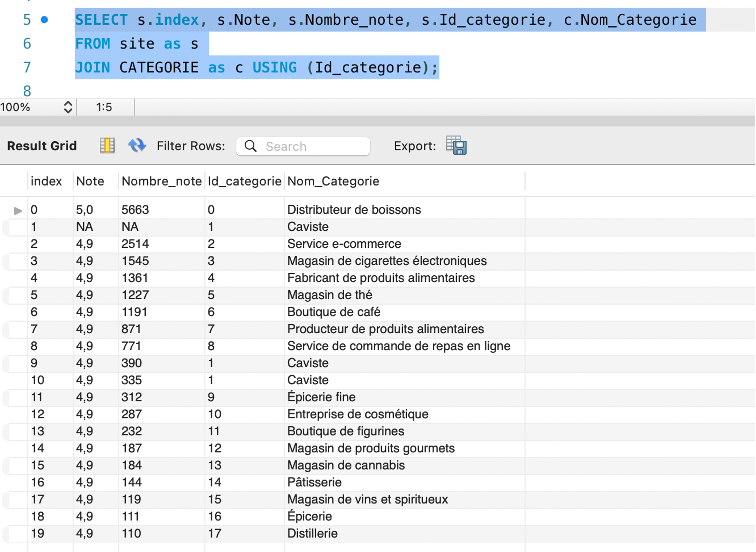 5 SELECT s.index, s.Note, s.Nombre_note, s.Id_categorie, c.Nom_Categorie
6 FROM site as s
7 JOIN CATEGORIE as c USING (Id_categorie);
8
100% 1:5
Result Grid Filter Rows: Search Export:
index Note Nombre_note Id_categorie Nom_Categorie
0 5,0 5663 0 Distributeur de boissons
1 NA NA 1 Caviste
2 4,9 2514 2 Service e-commerce
3 4,9 1545 3 Magasin de cigarettes électroniques
4 4,9 1361 4 Fabricant de produits alimentaires
5 4,9 1227 5 Magasin de thé
6 4,9 1191 6 Boutique de café
7 4,9 871 7 Producteur de produits alimentaires
8 4,9 771 8 Service de commande de repas en ligne
9 4,9 390 1 Caviste
10 4,9 335 1 Caviste
11 4,9 312 9 Épicerie fine
12 4,9 287 10 Entreprise de cosmétique
13 4,9 232 11 Boutique de figurines
14 4,9 187 12 Magasin de produits gourmets
15 4,9 184 13 Magasin de cannabis
16 4,9 144 14 Pâtisserie
17 4,9 119 15 Magasin de vins et spiritueux
18 4,9 111 16 Épicerie
19 4,9 110 17 Distillerie